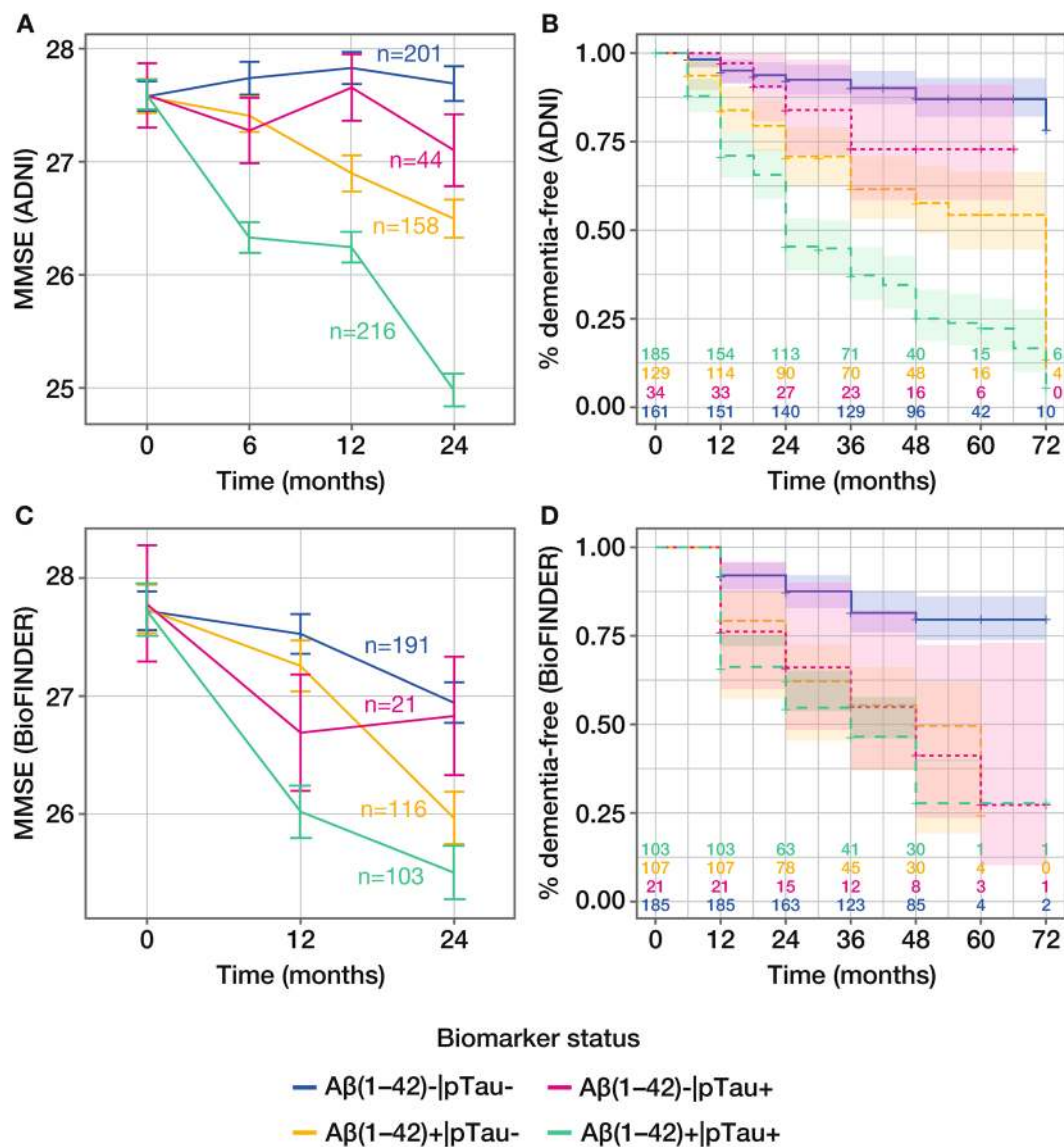 A
MMSE (ADNI)
28
27
26
25
n=201
n=44
n=158
n=216
0 6 12 24
Time (months)
B
% dementia-free (ADNI)
1.00
0.75
0.50
0.25
0.00
185 154 113 71 40 15 6
129 114 90 70 48 16 4
34 33 27 23 16 6 0
161 151 140 129 96 42 10
0 12 24 36 48 60 72
Time (months)
C
MMSE (BioFINDER)
28
27
26
n=191
n=21
n=116
n=103
0 12 24
Time (months)
D
% dementia-free (BioFINDER)
1.00
0.75
0.50
0.25
0.00
103 103 63 41 30 1 1
107 107 78 45 30 4 0
21 21 15 12 8 3 1
185 185 163 123 85 4 2
0 12 24 36 48 60 72
Time (months)
Biomarker status
Aβ(1–42)-|pTau- Aβ(1–42)-|pTau+
Aβ(1–42)+|pTau- Aβ(1–42)+|pTau+